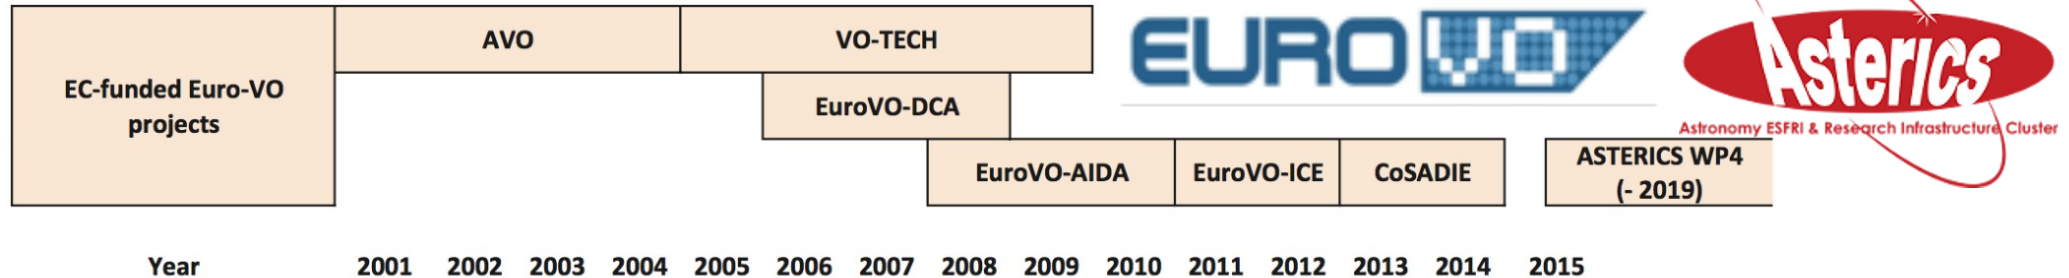 AVO
VO-TECH
EURO VO
Asterics
EC-funded Euro-VO
projects
EuroVO-DCA
Astronomy ESFRI & Research Infrastructure Cluster
EuroVO-AIDA
EuroVO-ICE
CoSADIE
ASTERICS WP4
(- 2019)
Year 2001 2002 2003 2004 2005 2006 2007 2008 2009 2010 2011 2012 2013 2014 2015